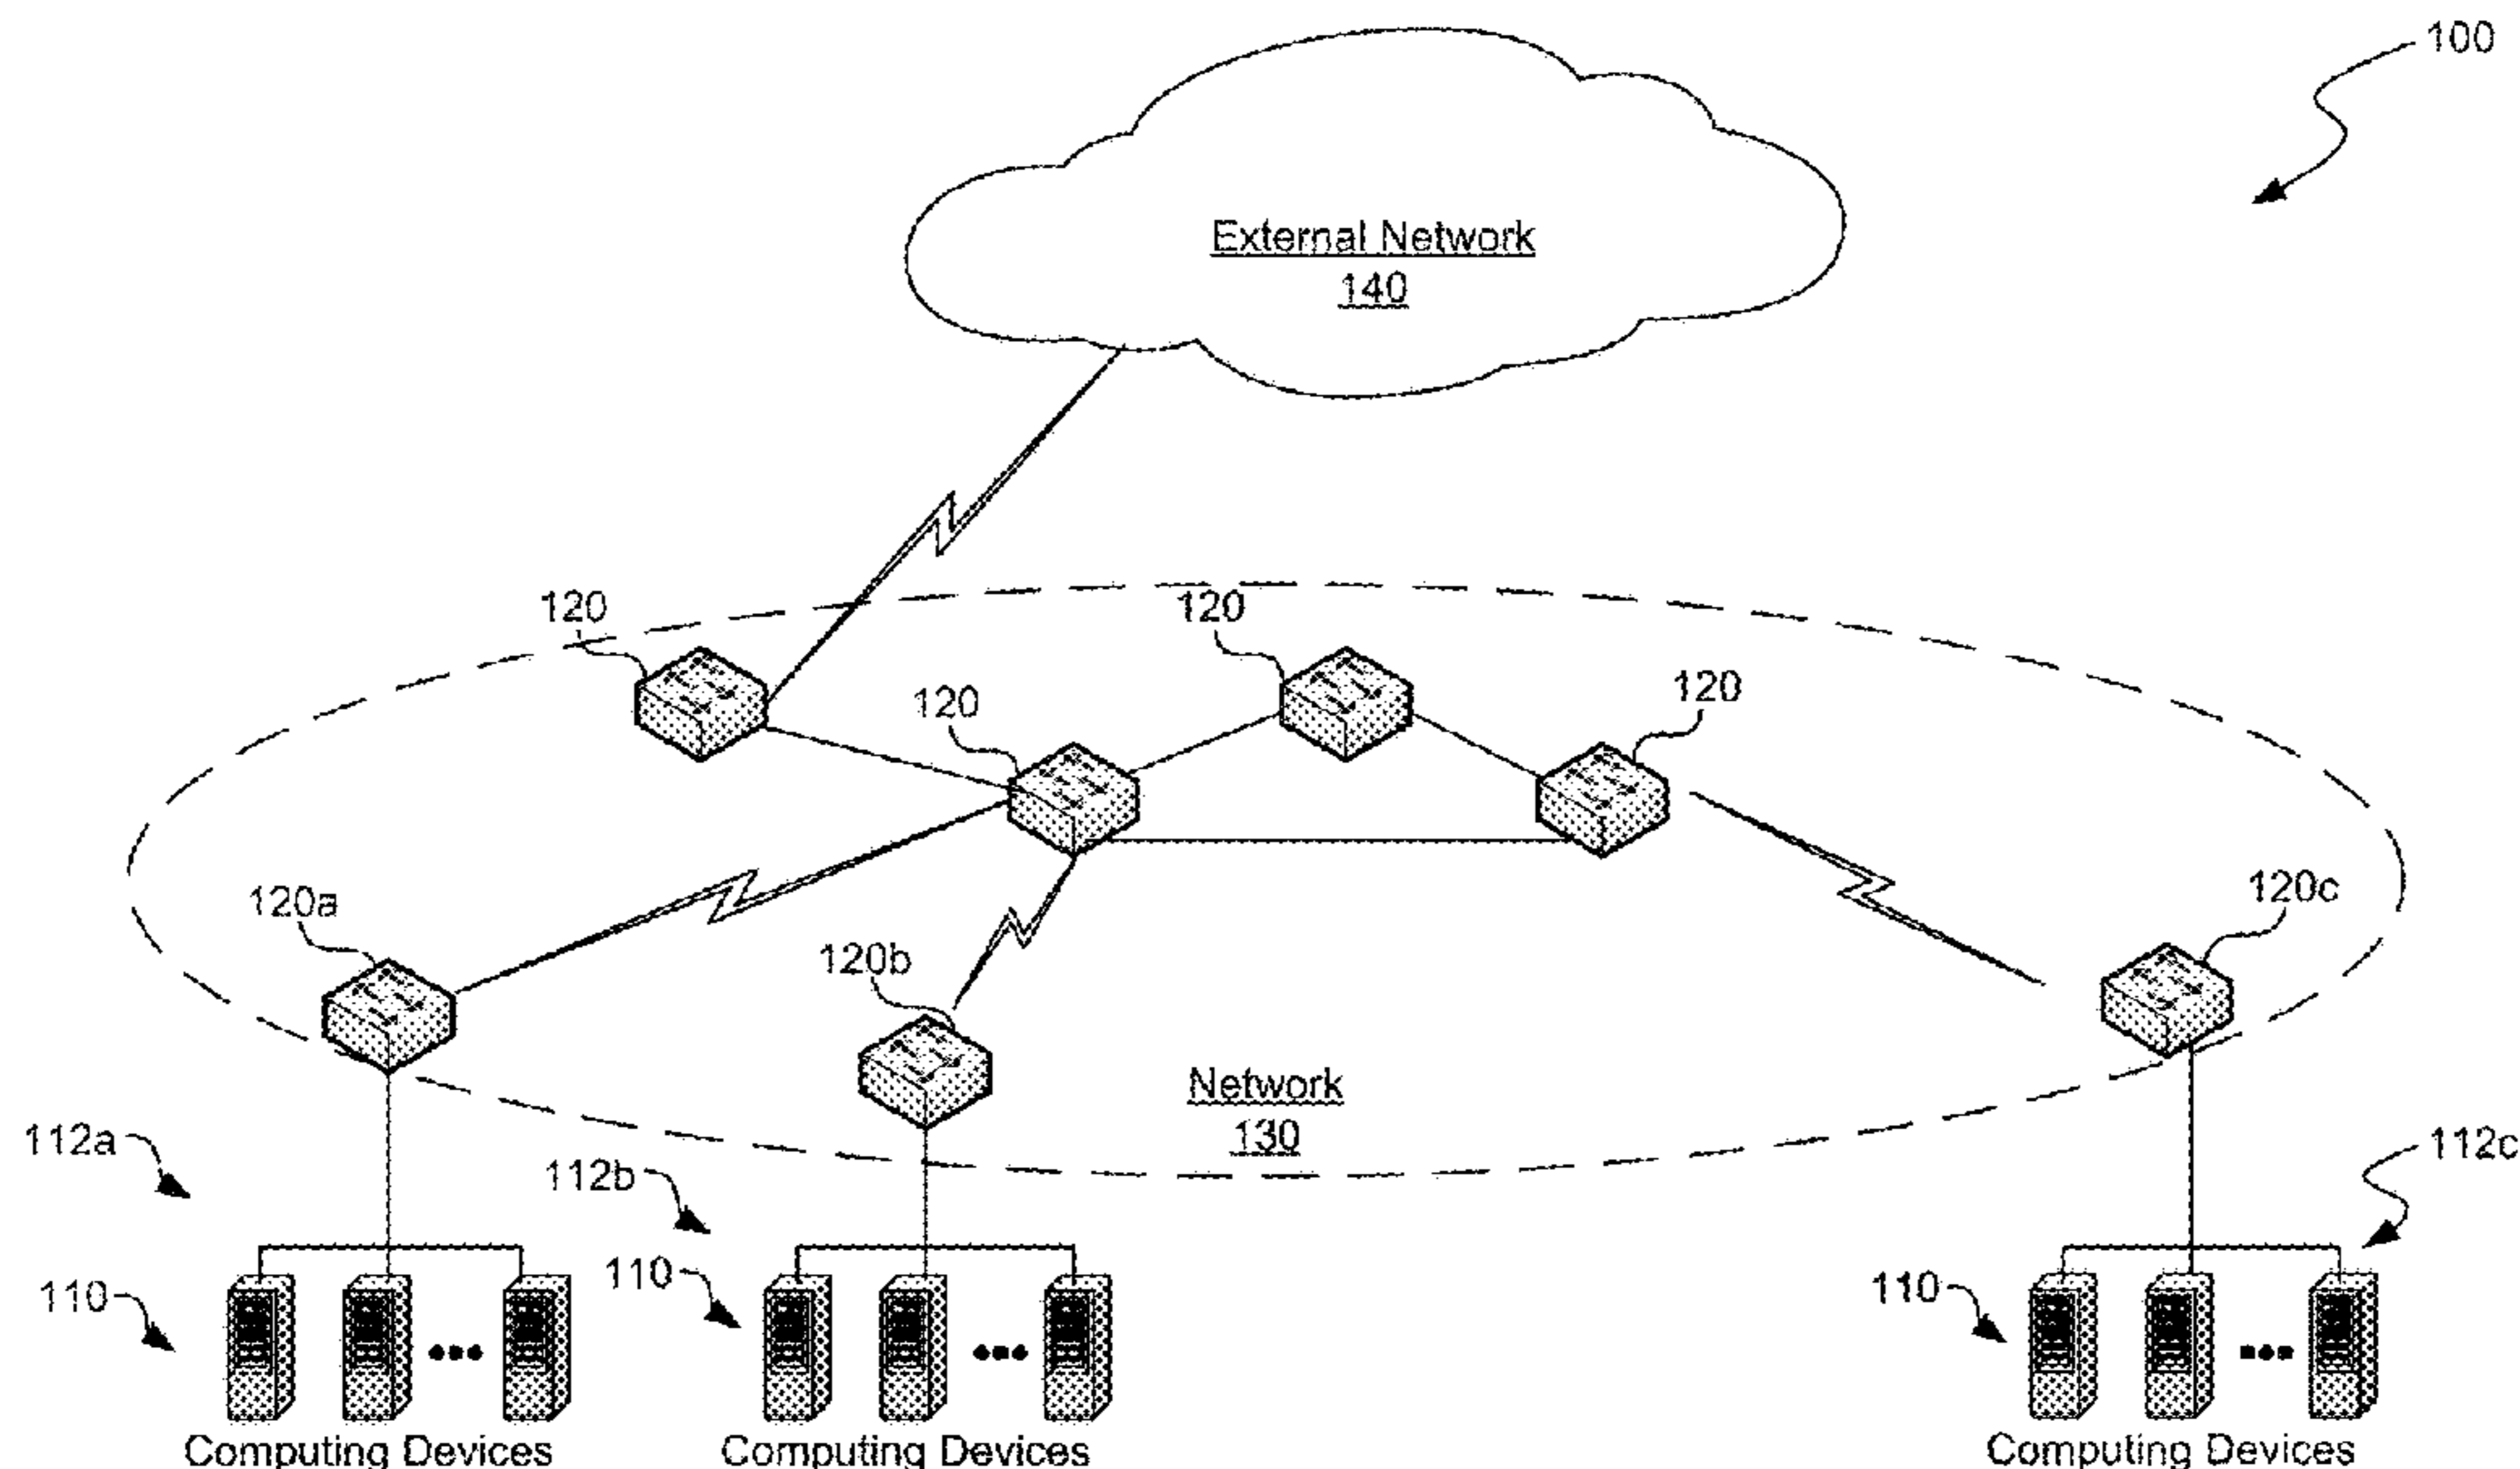 100
External Network
140
120
120
120
120
120a
120c
120b
Network
130
112a
112b
112c
110
110
110
Computing Devices
Computing Devices
Computing Devices